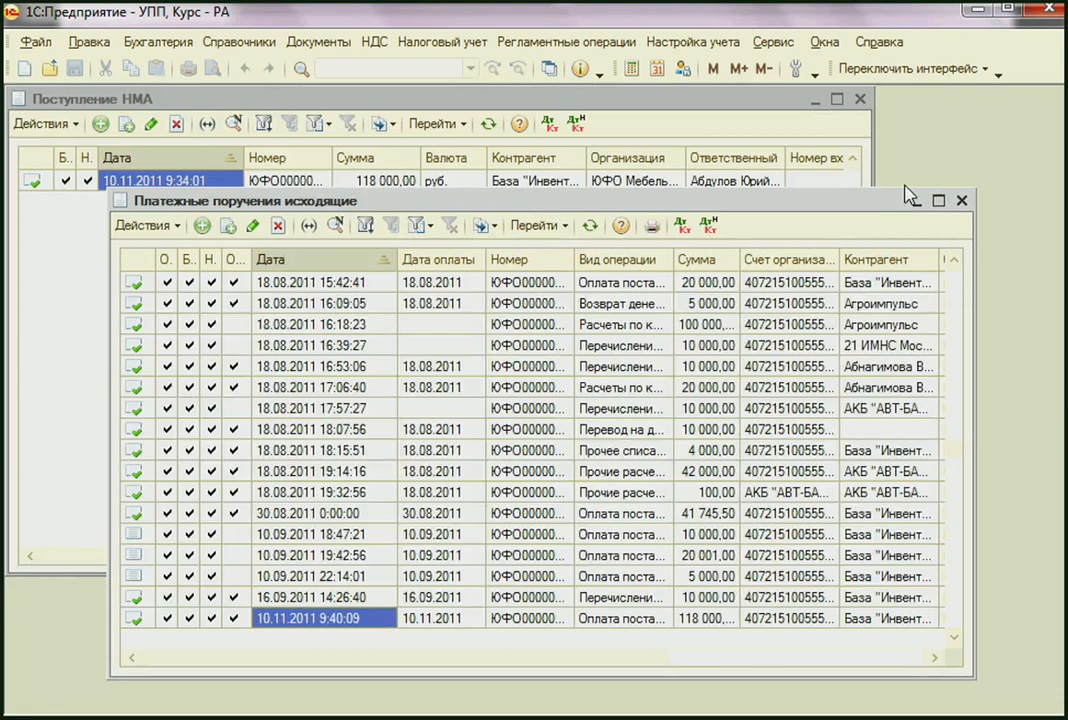 1С:Предприятие - УПП, Курс - РА
Файл Правка Бухгалтерия Справочники Документы НДС Налоговый учет Регламентные операции Настройка учета Сервис Окна Справка
M M+ M- Переключить интерфейс
Поступление НМА
Действия Перейти Дт Кт Дт Н Кт
Б.. Н. Дата Номер Сумма Валюта Контрагент Организация Ответственный Номер вх
10.11.2011 9:34:01 ЮФО00000... 118 000,00 руб. База "Инвент... ЮФО Мебель... Абдулов Юрий...
Платежные поручения исходящие
Действия Перейти Дт Кт Дт Н Кт
О. Б.. Н. О... Дата Дата оплаты Номер Вид операции Сумма Счет организа... Контрагент
18.08.2011 15:42:41 18.08.2011 ЮФО00000... Оплата поста... 20 000,00 407215100555... База "Инвент...
18.08.2011 16:09:05 18.08.2011 ЮФО00000... Возврат дене... 5 000,00 407215100555... Агроимпульс
18.08.2011 16:18:23 ЮФО00000... Расчеты по к... 100 000,... 407215100555... Агроимпульс
18.08.2011 16:39:27 ЮФО00000... Перечислени... 10 000,00 407215100555... 21 ИМНС Мос...
18.08.2011 16:53:06 18.08.2011 ЮФО00000... Перечислени... 10 000,00 407215100555... Абнагимова В...
18.08.2011 17:06:40 18.08.2011 ЮФО00000... Расчеты по к... 20 000,00 407215100555... Абнагимова В...
18.08.2011 17:57:27 ЮФО00000... Перечислени... 10 000,00 407215100555... АКБ "АВТ-БА...
18.08.2011 18:07:56 18.08.2011 ЮФО00000... Перевод на д... 10 000,00 407215100555...
18.08.2011 18:15:51 18.08.2011 ЮФО00000... Прочее списа... 4 000,00 407215100555... База "Инвент...
18.08.2011 19:14:16 18.08.2011 ЮФО00000... Прочие расче... 42 000,00 407215100555... АКБ "АВТ-БА...
18.08.2011 19:32:56 18.08.2011 ЮФО00000... Прочие расче... 100,00 АКБ "АВТ-БА... АКБ "АВТ-БА...
30.08.2011 0:00:00 30.08.2011 ЮФО00000... Оплата поста... 41 745,50 407215100555... База "Инвент...
10.09.2011 18:47:21 10.09.2011 ЮФО00000... Оплата поста... 10 000,00 407215100555... База "Инвент...
10.09.2011 19:42:56 10.09.2011 ЮФО00000... Оплата поста... 20 001,00 407215100555... База "Инвент...
10.09.2011 22:14:01 10.09.2011 ЮФО00000... Оплата поста... 5 000,00 407215100555... База "Инвент...
16.09.2011 14:26:40 16.09.2011 ЮФО00000... Перечислени... 10 000,00 407215100555... База "Инвент...
10.11.2011 9:40:09 10.11.2011 ЮФО00000... Оплата поста... 118 000,... 407215100555... База "Инвент...